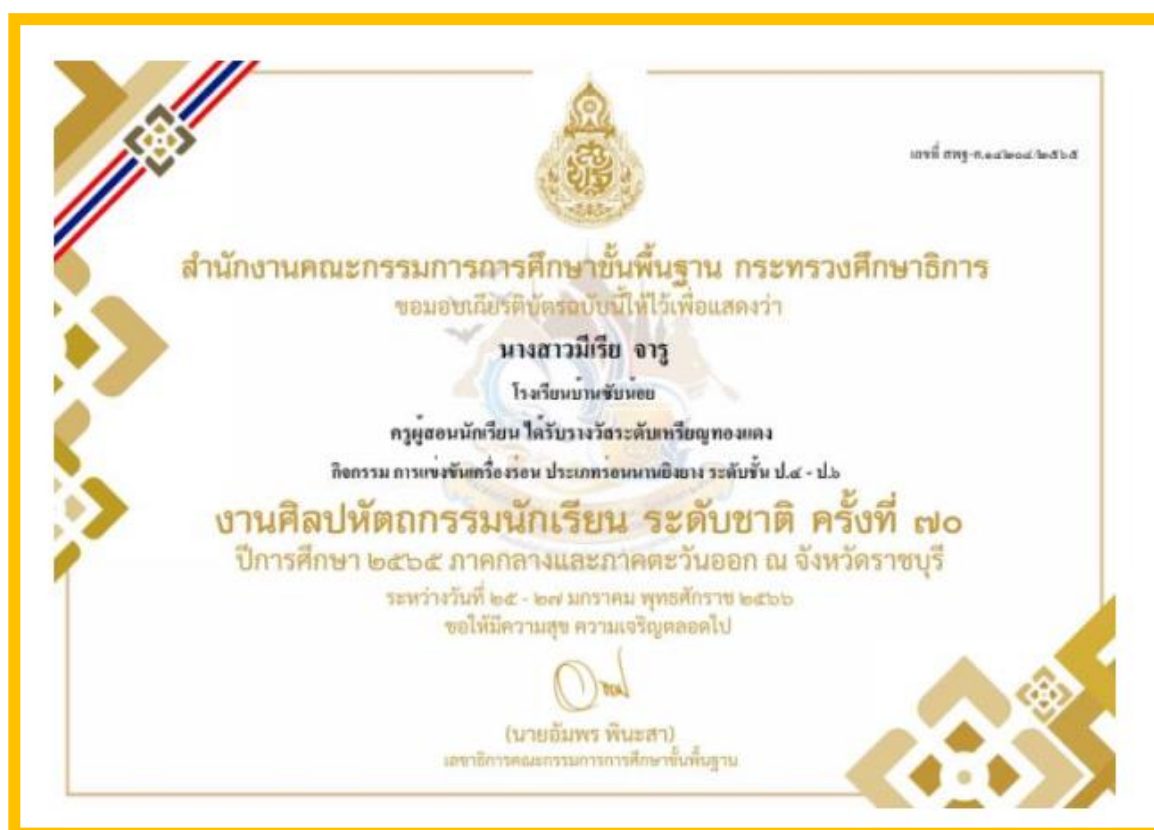 เลขที่ สพฐ-ก.๑๔๒๐๔/๒๕๖๕
สำนักงานคณะกรรมการการศึกษาขั้นพื้นฐาน กระทรวงศึกษาธิการ
ขอมอบเกียรติบัตรฉบับนี้ให้ไว้เพื่อแสดงว่า
นางสาวมีเรีย จารู
โรงเรียนบ้านซับน้อย
ครูผู้สอนนักเรียน ได้รับรางวัลระดับเหรียญทองแดง
กิจกรรม การแข่งขันเครื่องร่อน ประเภทร่อนนานยิงยาง ระดับชั้น ป.๔ - ป.๖
งานศิลปหัตถกรรมนักเรียน ระดับชาติ ครั้งที่ ๗๐
ปีการศึกษา ๒๕๖๕ ภาคกลางและภาคตะวันออก ณ จังหวัดราชบุรี
ระหว่างวันที่ ๒๕ - ๒๗ มกราคม พุทธศักราช ๒๕๖๖
ขอให้มีความสุข ความเจริญตลอดไป
(นายอัมพร พินะสา)
เลขาธิการคณะกรรมการการศึกษาขั้นพื้นฐาน